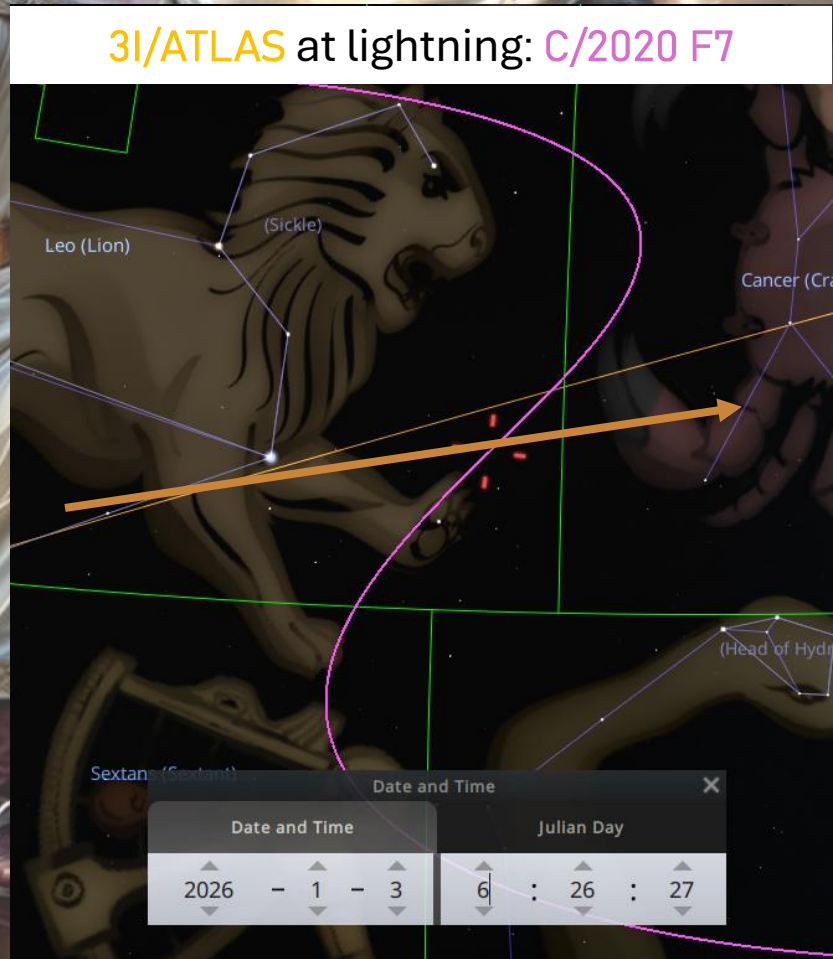 3I/ATLAS at lightning: C/2020 F7
(Sickle)
Leo (Lion)
Cancer (Cra
(Head of Hydr
Sextans (Sextant)
Date and Time
Date and Time Julian Day
2026 – 1 – 3 6 : 26 : 27